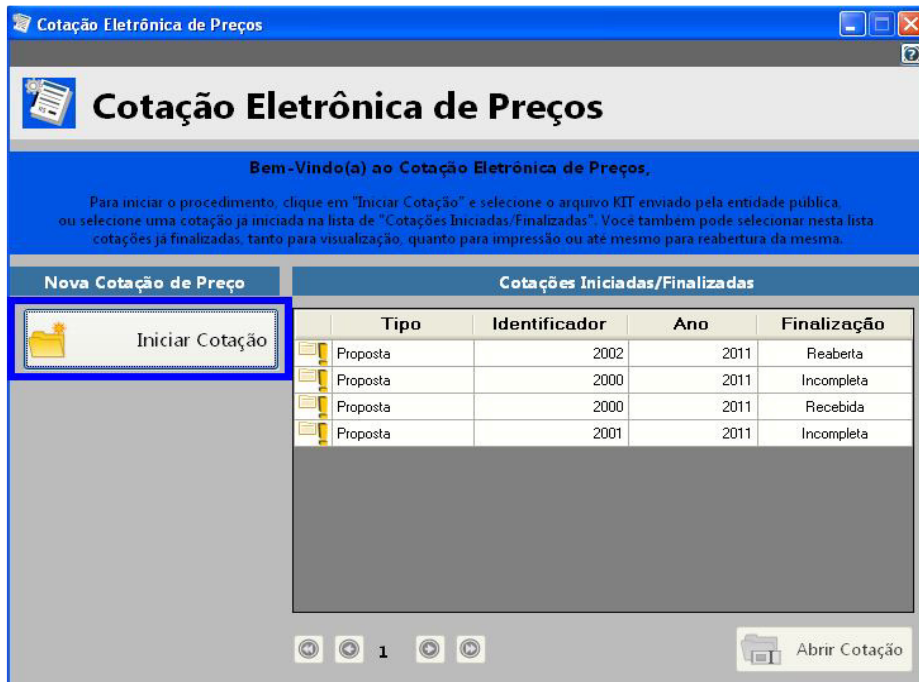 Cotação Eletrônica de Preços
Cotação Eletrônica de Preços
Bem-Vindo(a) ao Cotação Eletrônica de Preços,
Para iniciar o procedimento, clique em "Iniciar Cotação" e selecione o arquivo KIT enviado pela entidade pública,
ou selecione uma cotação já iniciada na lista de "Cotações Iniciadas/Finalizadas". Você também pode selecionar nesta lista
cotações já finalizadas, tanto para visualização, quanto para impressão ou até mesmo para reabertura da mesma.
Nova Cotação de Preço
Iniciar Cotação
Cotações Iniciadas/Finalizadas
Tipo Identificador Ano Finalização
Proposta 2002 2011 Reaberta
Proposta 2000 2011 Incompleta
Proposta 2000 2011 Recebida
Proposta 2001 2011 Incompleta
1
Abrir Cotação